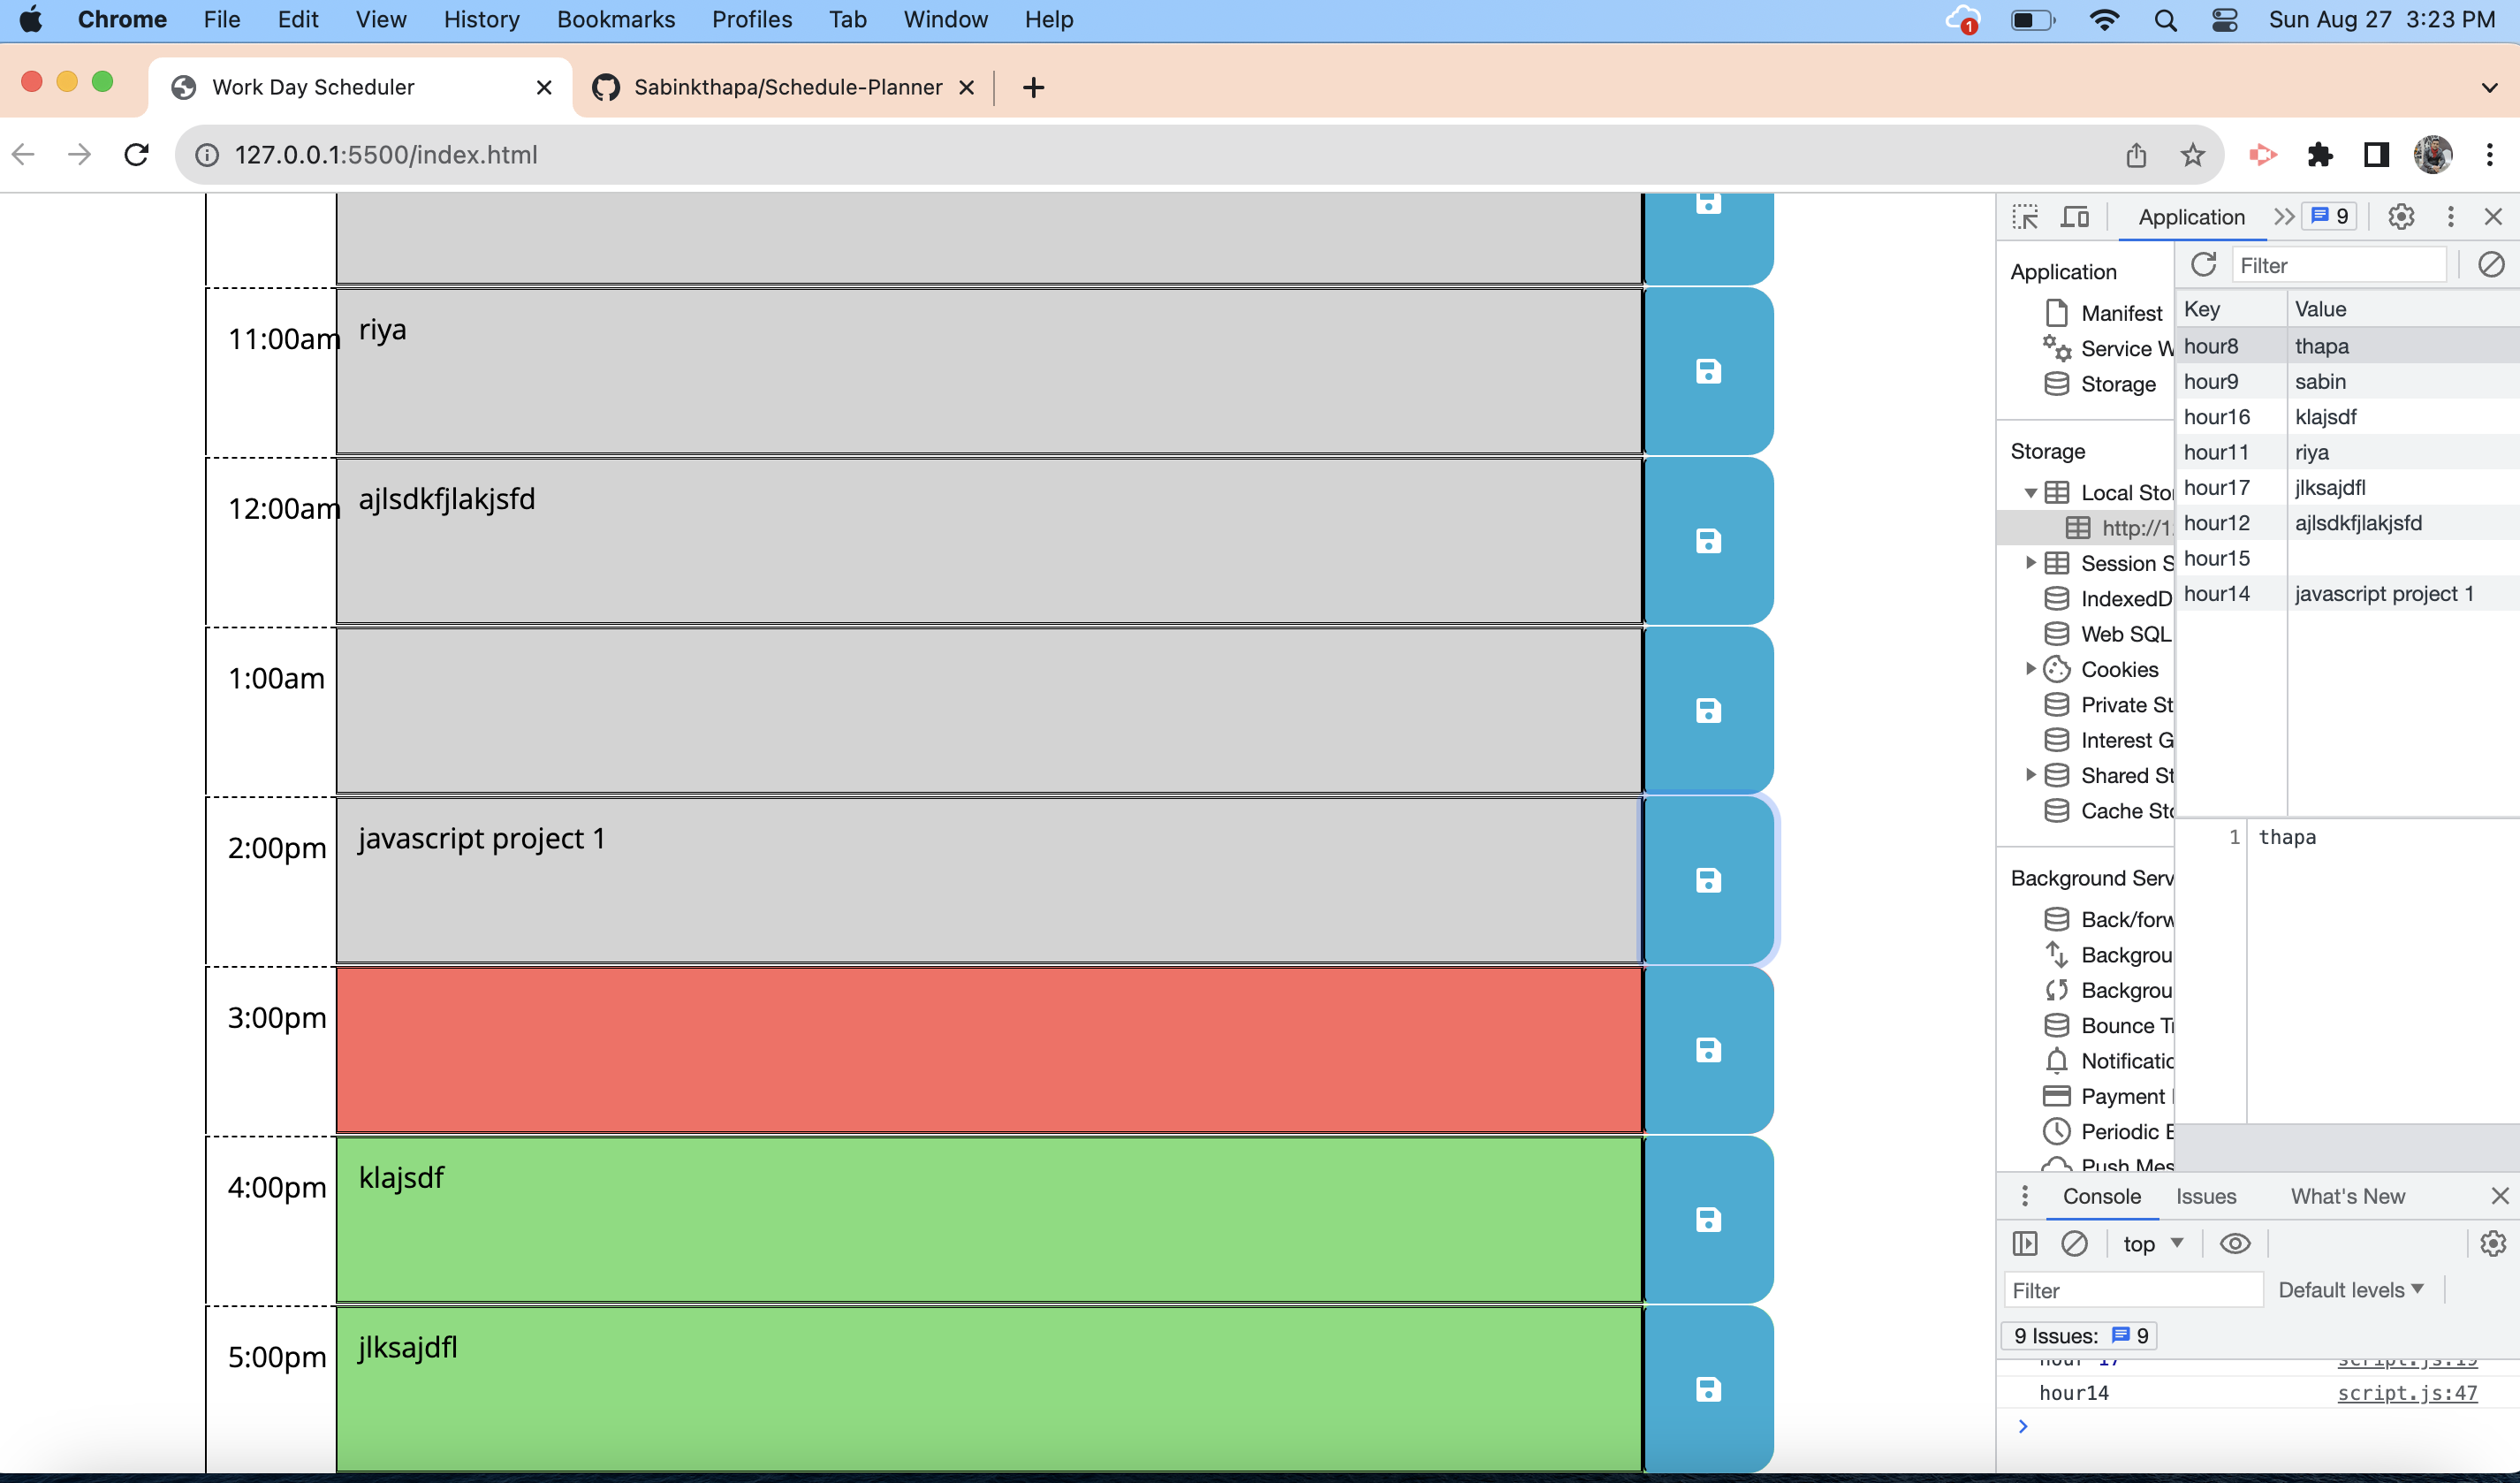 Chrome File Edit View History Bookmarks Profiles Tab Window Help 1 Sun Aug 27 3:23 PM
Work Day Scheduler Sabinkthapa/Schedule-Planner
127.0.0.1:5500/index.html
11:00am riya
12:00am ajlsdkfjlakjsfd
1:00am
2:00pm javascript project 1
3:00pm
4:00pm klajsdf
5:00pm jlksajdfl
Application 9
Application
Manifest
Service W
Storage
Storage
Local Stor
http://1
Session S
IndexedD
Web SQL
Cookies
Private St
Interest G
Shared St
Cache Sto
Background Serv
Back/forw
Backgrou
Backgrou
Bounce Tr
Notificatio
Payment
Periodic
Push Mes
Filter
Key Value
hour8 thapa
hour9 sabin
hour16 klajsdf
hour11 riya
hour17 jlksajdfl
hour12 ajlsdkfjlakjsfd
hour15
hour14 javascript project 1
1 thapa
Console Issues What's New
top
Filter Default levels
9 Issues: 9
hour 17 script.js:19
hour14 script.js:47